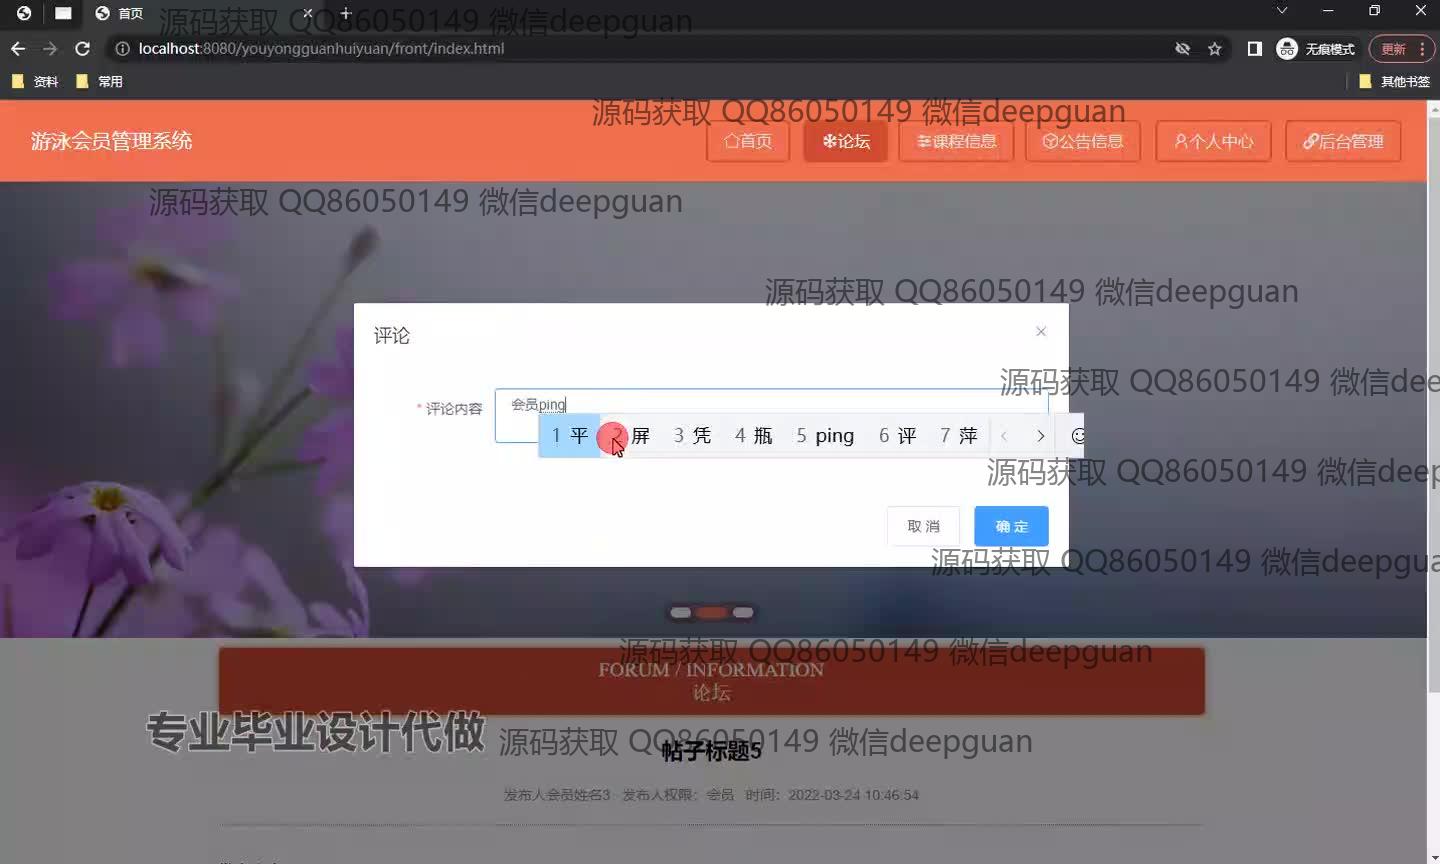 首页
源码获取 QQ86050149 微信deepguan
localhost:8080/youyongguanhuiyuan/front/index.html
无痕模式
更新
资料
常用
其他书签
源码获取 QQ86050149 微信deepguan
游泳会员管理系统
首页
论坛
课程信息
公告信息
个人中心
后台管理
源码获取 QQ86050149 微信deepguan
源码获取 QQ86050149 微信deepguan
评论
源码获取 QQ86050149 微信dee
* 评论内容
会员ping
1 平 2 屏 3 凭 4 瓶 5 ping 6 评 7 萍
源码获取 QQ86050149 微信deep
取 消
确 定
源码获取 QQ86050149 微信deepgua
源码获取 QQ86050149 微信deepguan
FORUM / INFORMATION
论坛
专业毕业设计代做
源码获取 QQ86050149 微信deepguan
帖子标题5
发布人会员姓名3 发布人权限：会员 时间：2022-03-24 10:46:54